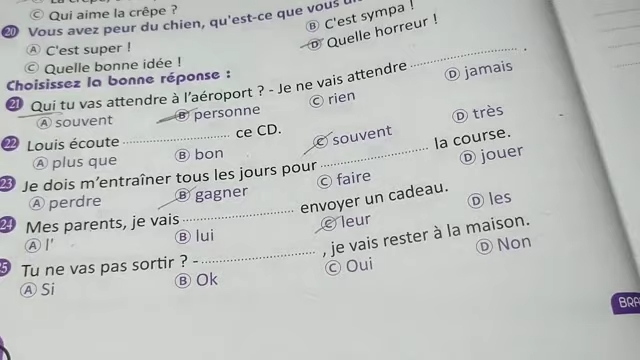 Ⓒ Qui aime la crêpe ?
20 Vous avez peur du chien, qu'est-ce que vous
Ⓐ C'est super ! Ⓑ C'est sympa !
Ⓒ Quelle bonne idée ! Ⓓ Quelle horreur !
Choisissez la bonne réponse :
21 Qui tu vas attendre à l'aéroport ? - Je ne vais attendre .................... .
Ⓐ souvent Ⓑ personne Ⓒ rien Ⓓ jamais
22 Louis écoute .................... ce CD.
Ⓐ plus que Ⓑ bon Ⓒ souvent Ⓓ très
23 Je dois m'entraîner tous les jours pour .................... la course.
Ⓐ perdre Ⓑ gagner Ⓒ faire Ⓓ jouer
24 Mes parents, je vais .................... envoyer un cadeau.
Ⓐ l' Ⓑ lui Ⓒ leur Ⓓ les
5 Tu ne vas pas sortir ? - .................... , je vais rester à la maison.
Ⓐ Si Ⓑ Ok Ⓒ Oui Ⓓ Non